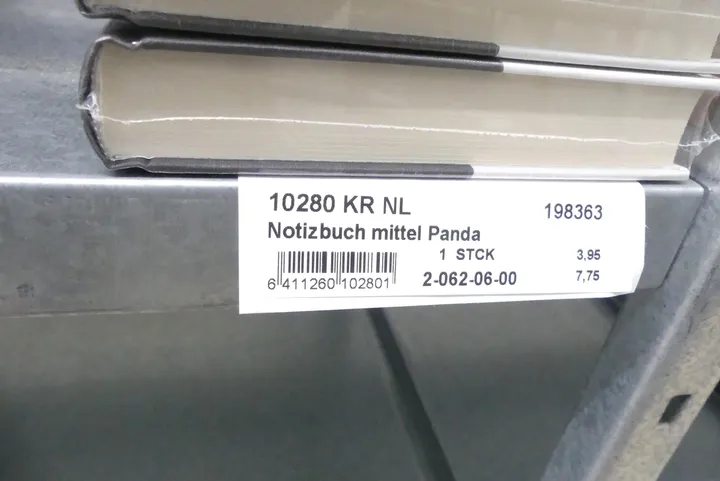 10280 KR NL 198363
Notizbuch mittel Panda
1 STCK 3,95
6 411260 102801 2-062-06-00 7,75